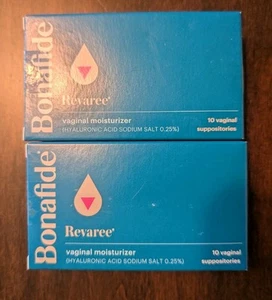 Bonafide®
Revaree®
vaginal moisturizer
(HYALURONIC ACID SODIUM SALT 0.25%)
10 vaginal
suppositories
Bonafide®
Revaree®
vaginal moisturizer
(HYALURONIC ACID SODIUM SALT 0.25%)
10 vaginal
suppositories